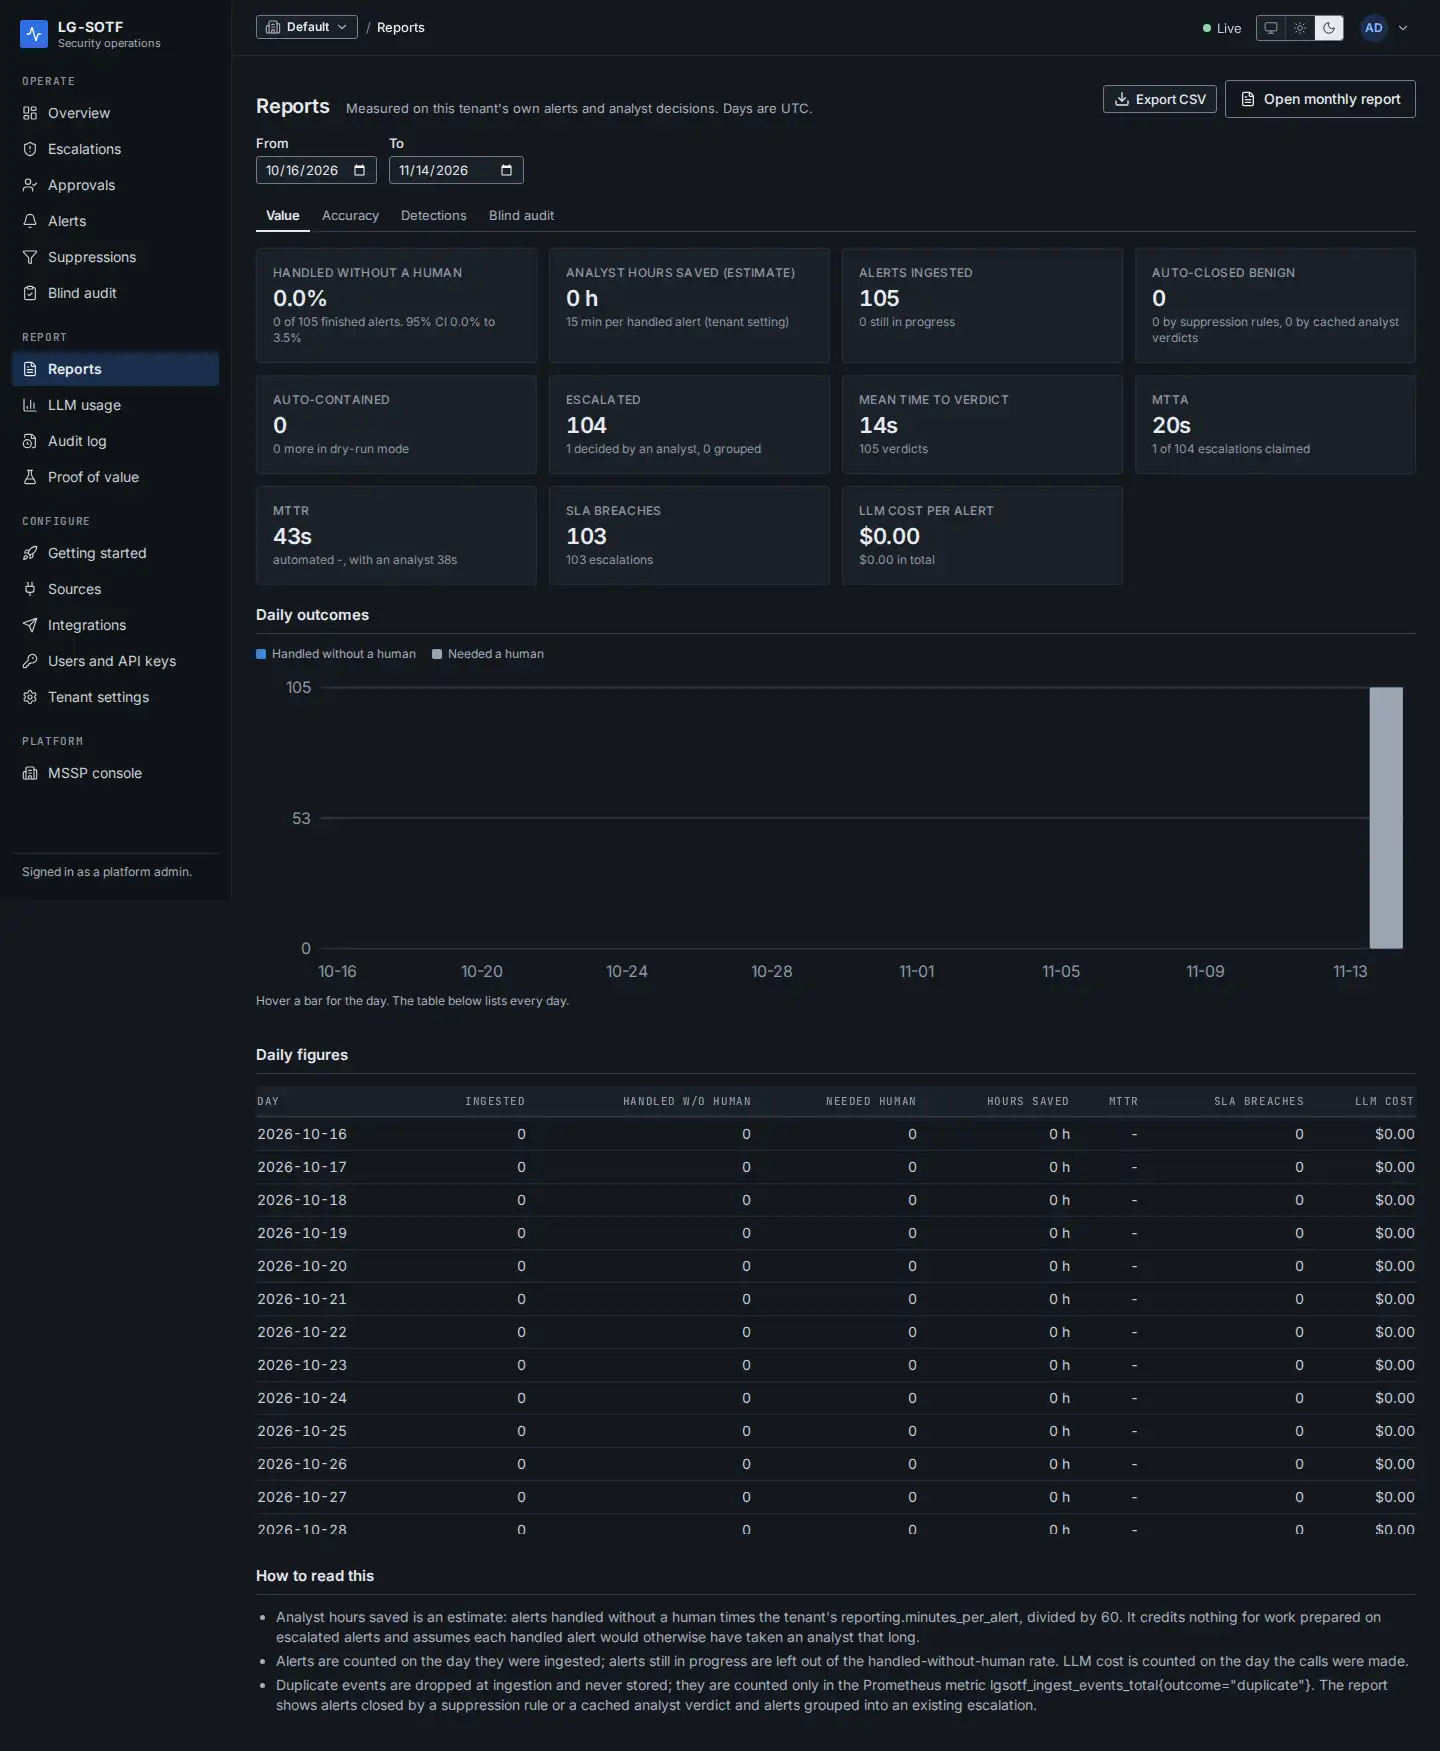 LG-SOTF
Security operations
OPERATE
Overview
Escalations
Approvals
Alerts
Suppressions
Blind audit
REPORT
Reports
LLM usage
Audit log
Proof of value
CONFIGURE
Getting started
Sources
Integrations
Users and API keys
Tenant settings
PLATFORM
MSSP console
Signed in as a platform admin.
Default / Reports
Live
AD
Reports Measured on this tenant's own alerts and analyst decisions. Days are UTC.
Export CSV
Open monthly report
From To
10/16/2026 11/14/2026
Value Accuracy Detections Blind audit
HANDLED WITHOUT A HUMAN
0.0%
0 of 105 finished alerts. 95% CI 0.0% to
3.5%
ANALYST HOURS SAVED (ESTIMATE)
0 h
15 min per handled alert (tenant setting)
ALERTS INGESTED
105
0 still in progress
AUTO-CLOSED BENIGN
0
0 by suppression rules, 0 by cached analyst
verdicts
AUTO-CONTAINED
0
0 more in dry-run mode
ESCALATED
104
1 decided by an analyst, 0 grouped
MEAN TIME TO VERDICT
14s
105 verdicts
MTTA
20s
1 of 104 escalations claimed
MTTR
43s
automated -, with an analyst 38s
SLA BREACHES
103
103 escalations
LLM COST PER ALERT
$0.00
$0.00 in total
Daily outcomes
Handled without a human Needed a human
105
53
0
10-16 10-20 10-24 10-28 11-01 11-05 11-09 11-13
Hover a bar for the day. The table below lists every day.
Daily figures
DAY INGESTED HANDLED W/O HUMAN NEEDED HUMAN HOURS SAVED MTTR SLA BREACHES LLM COST
2026-10-16 0 0 0 0 h - 0 $0.00
2026-10-17 0 0 0 0 h - 0 $0.00
2026-10-18 0 0 0 0 h - 0 $0.00
2026-10-19 0 0 0 0 h - 0 $0.00
2026-10-20 0 0 0 0 h - 0 $0.00
2026-10-21 0 0 0 0 h - 0 $0.00
2026-10-22 0 0 0 0 h - 0 $0.00
2026-10-23 0 0 0 0 h - 0 $0.00
2026-10-24 0 0 0 0 h - 0 $0.00
2026-10-25 0 0 0 0 h - 0 $0.00
2026-10-26 0 0 0 0 h - 0 $0.00
2026-10-27 0 0 0 0 h - 0 $0.00
2026-10-28 0 0 0 0 h - 0 $0.00
How to read this
• Analyst hours saved is an estimate: alerts handled without a human times the tenant's reporting.minutes_per_alert, divided by 60. It credits nothing for work prepared on
escalated alerts and assumes each handled alert would otherwise have taken an analyst that long.
• Alerts are counted on the day they were ingested; alerts still in progress are left out of the handled-without-human rate. LLM cost is counted on the day the calls were made.
• Duplicate events are dropped at ingestion and never stored; they are counted only in the Prometheus metric lgsotf_ingest_events_total{outcome="duplicate"}. The report
shows alerts closed by a suppression rule or a cached analyst verdict and alerts grouped into an existing escalation.